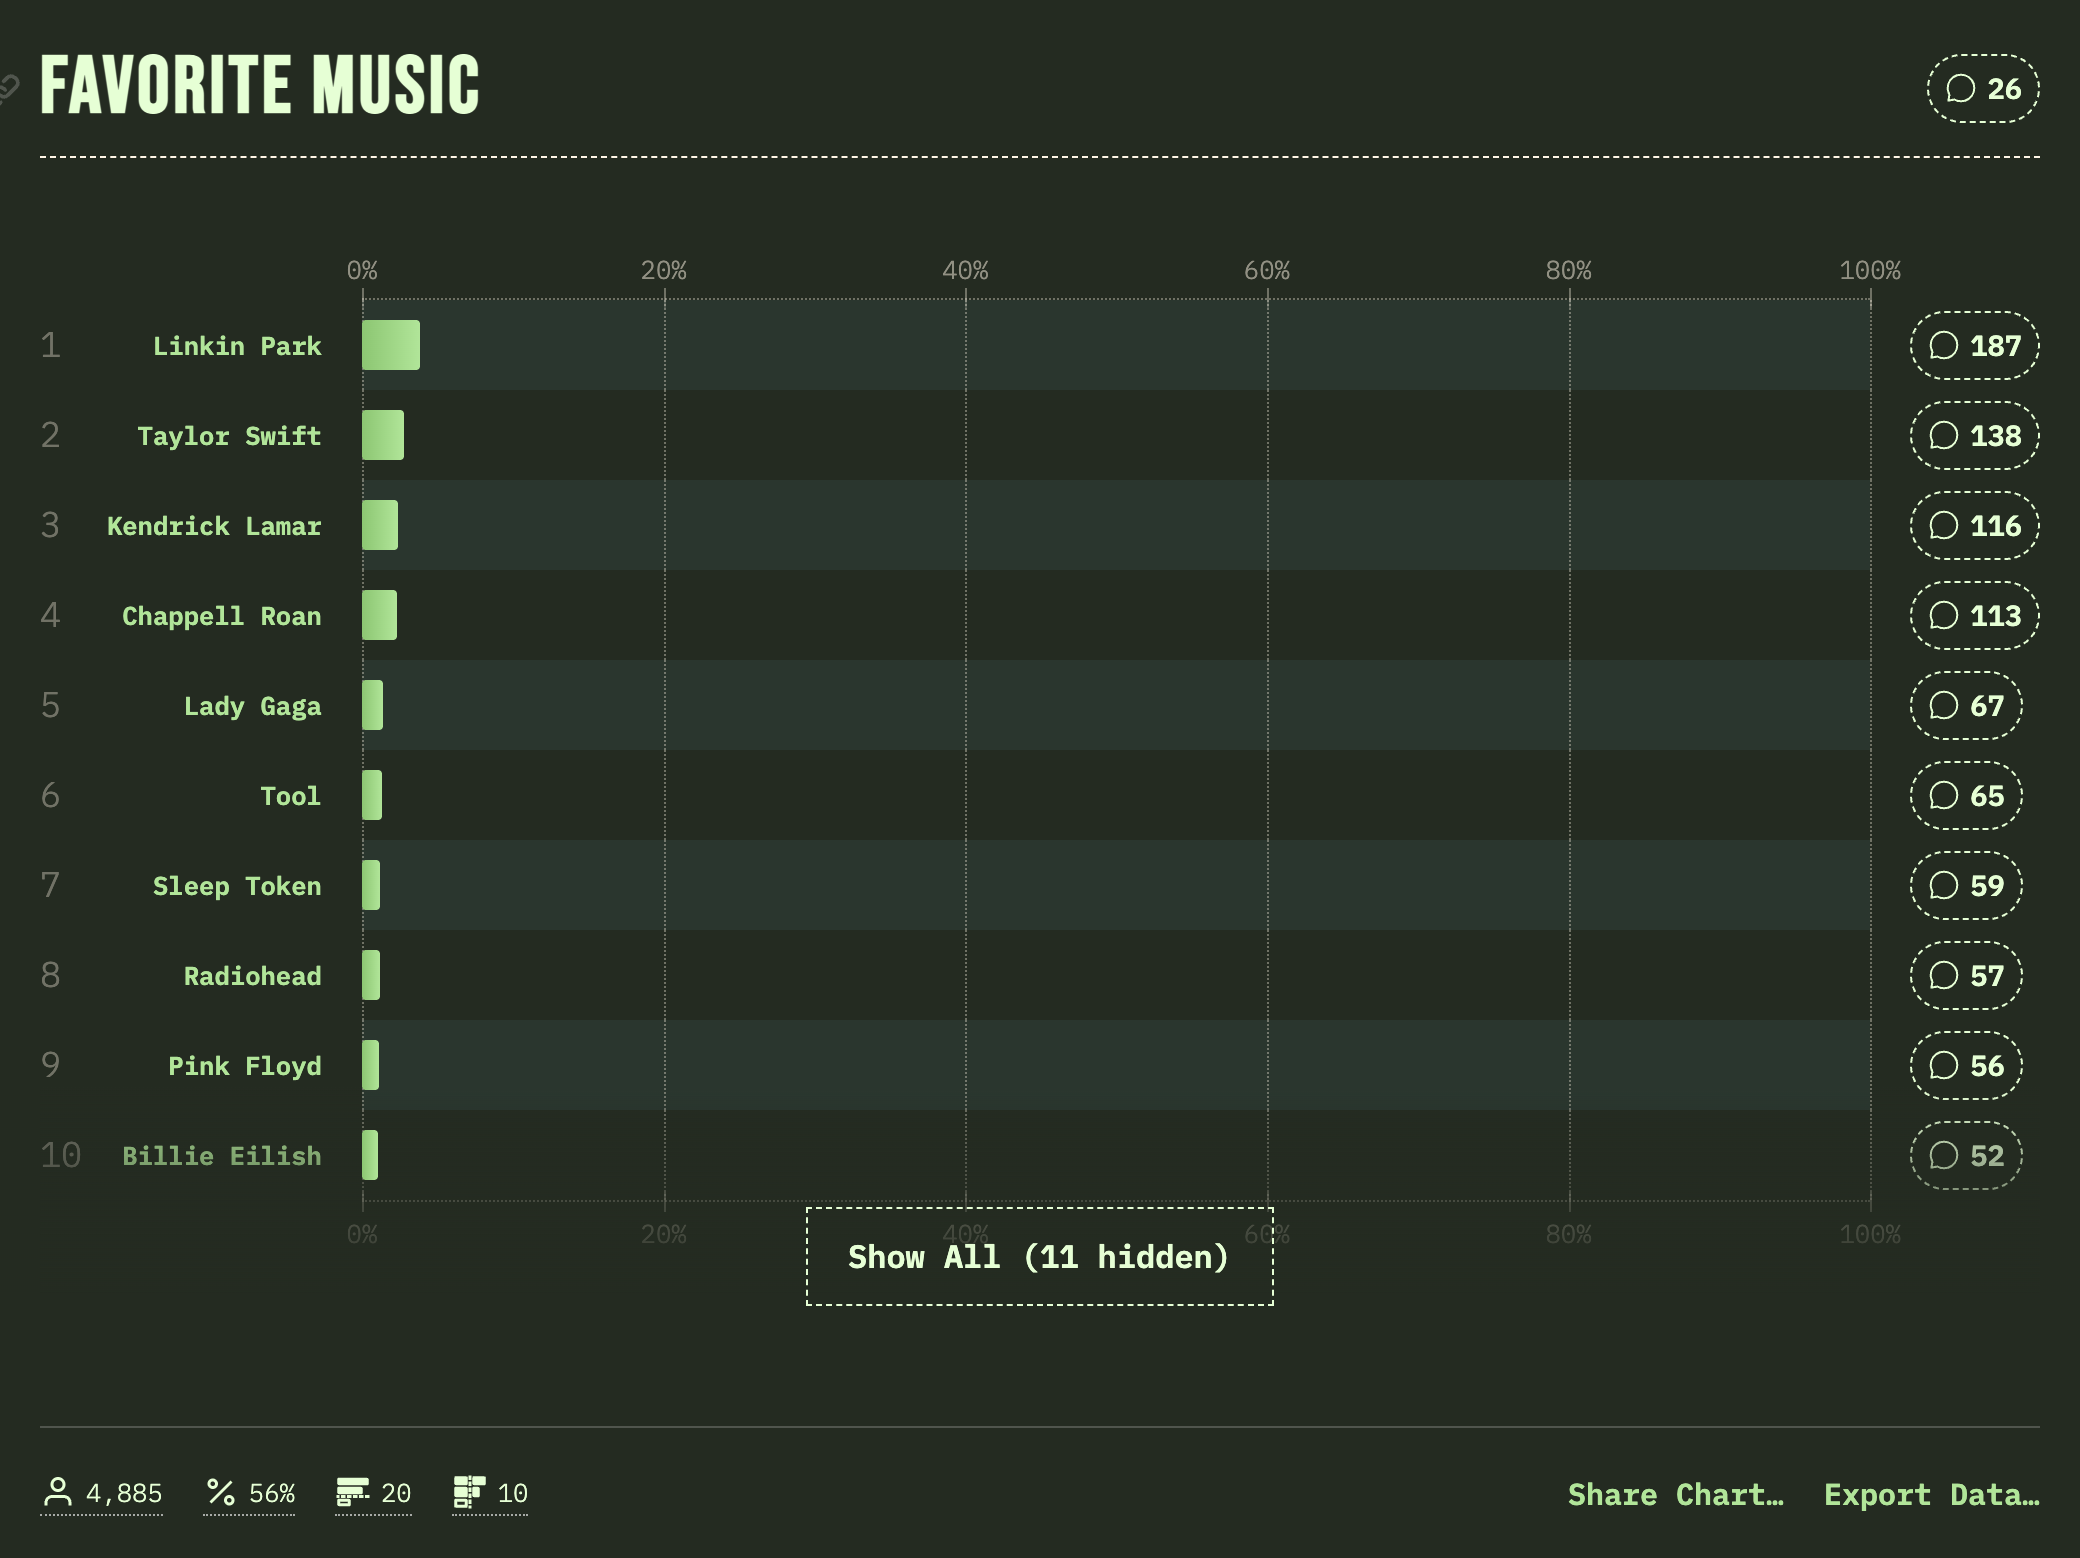 FAVORITE MUSIC
26
0% 20% 40% 60% 80% 100%
1 Linkin Park 187
2 Taylor Swift 138
3 Kendrick Lamar 116
4 Chappell Roan 113
5 Lady Gaga 67
6 Tool 65
7 Sleep Token 59
8 Radiohead 57
9 Pink Floyd 56
10 Billie Eilish 52
0% 20% 40% 60% 80% 100%
Show All (11 hidden)
4,885 % 56% 20 10 Share Chart… Export Data…